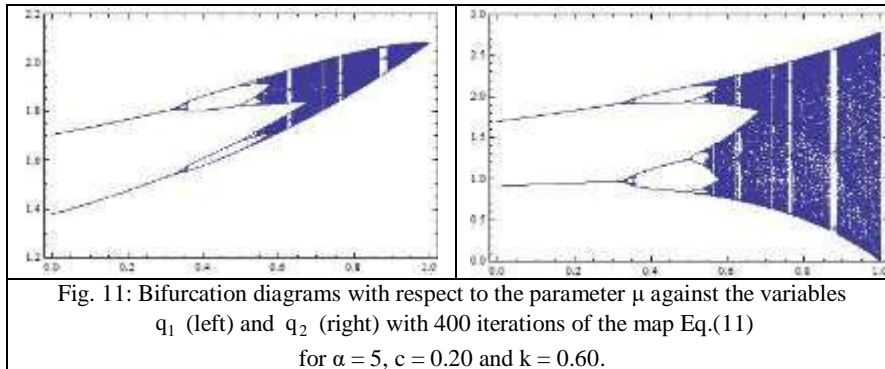 2.0
1.8
1.6
1.4
1.2
0.0 0.2 0.4 0.6 0.8 1.0
3.0
2.5
2.0
1.5
1.0
0.5
0.0
0.0 0.2 0.4 0.6 0.8 1.0
Fig. 11: Bifurcation diagrams with respect to the parameter μ against the variables
q₁ (left) and q₂ (right) with 400 iterations of the map Eq.(11)
for α = 5, c = 0.20 and k = 0.60.